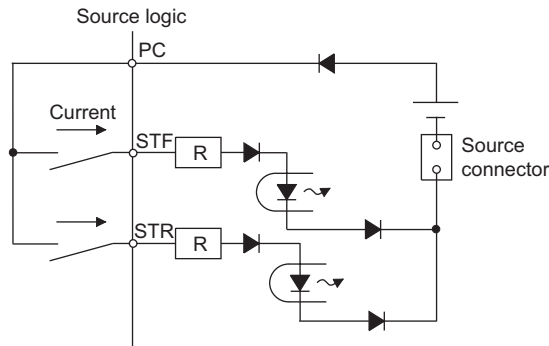 Source logic
PC
Current
STF
R
Source
connector
STR
R